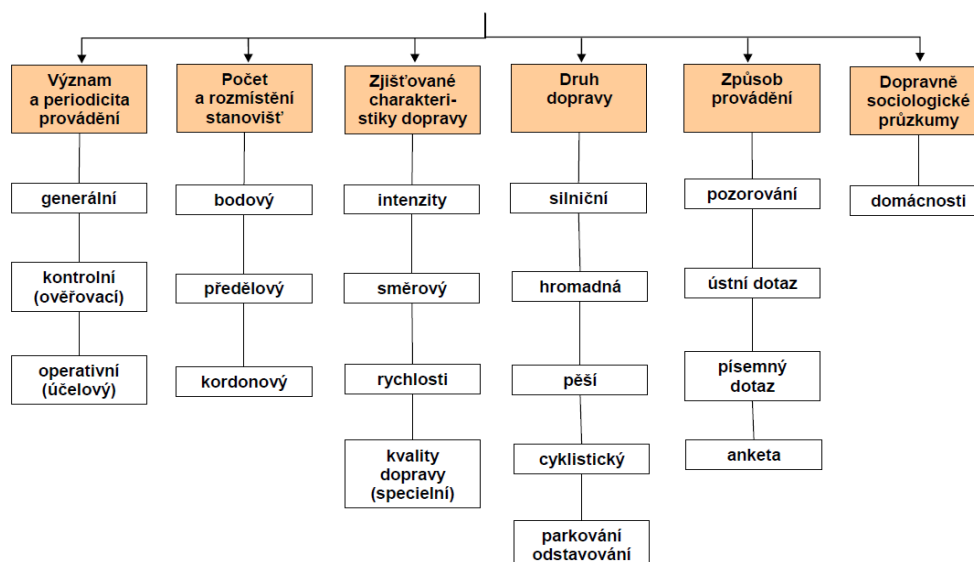 Význam
a periodicita
provádění
Počet
a rozmístění
stanovišť
Zjišťované
charakteri-
stiky dopravy
Druh
dopravy
Způsob
provádění
Dopravně
sociologické
průzkumy
generální
bodový
intenzity
silniční
pozorování
domácnosti
kontrolní
(ověřovací)
předělový
směrový
hromadná
ústní dotaz
operativní
(účelový)
kordonový
rychlosti
pěší
písemný
dotaz
kvality
dopravy
(specielní)
cyklistický
anketa
parkování
odstavování